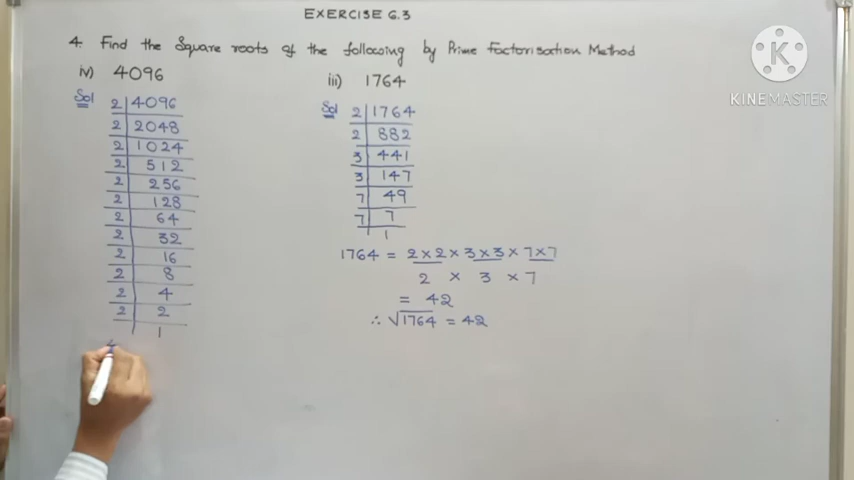 EXERCISE 6.3
4. Find the Square roots of the following by Prime Factorisation Method
K
KINEMASTER
iv) 4096
Sol
2 4096
2 2048
2 1024
2 512
2 256
2 128
2 64
2 32
2 16
2 8
2 4
2 2
1
4
iii) 1764
Sol
2 1764
2 882
3 441
3 147
7 49
7 7
1
1764 = 2 × 2 × 3 × 3 × 7 × 7
2 × 3 × 7
= 42
∴ √1764 = 42